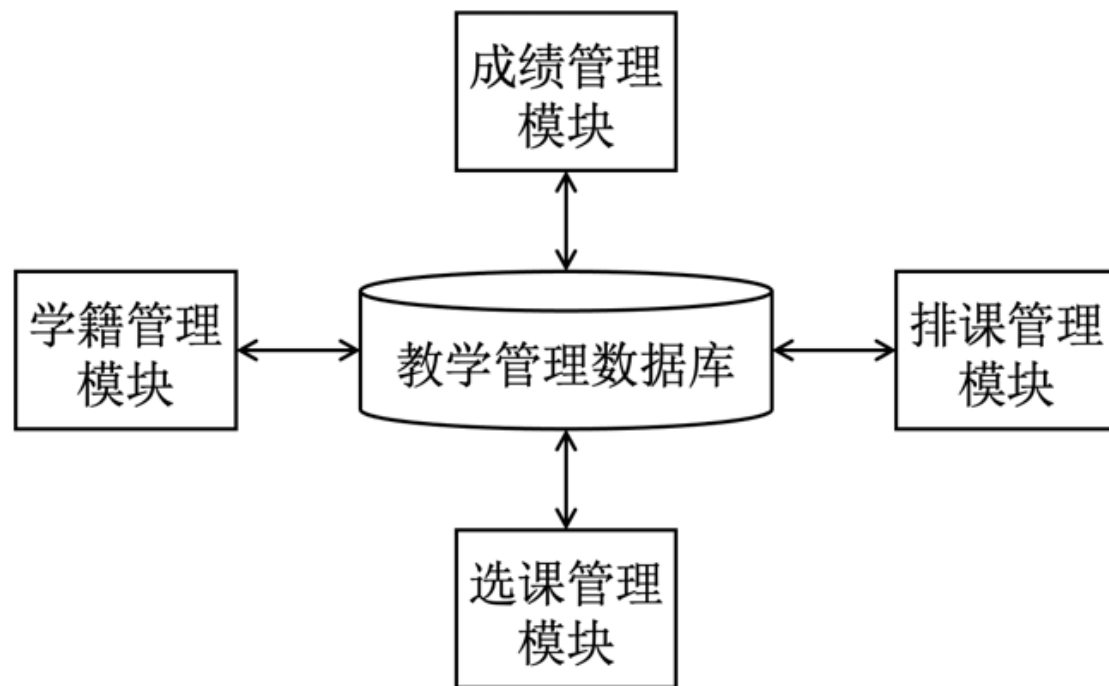 成绩管理
模块
学籍管理
模块
教学管理数据库
排课管理
模块
选课管理
模块